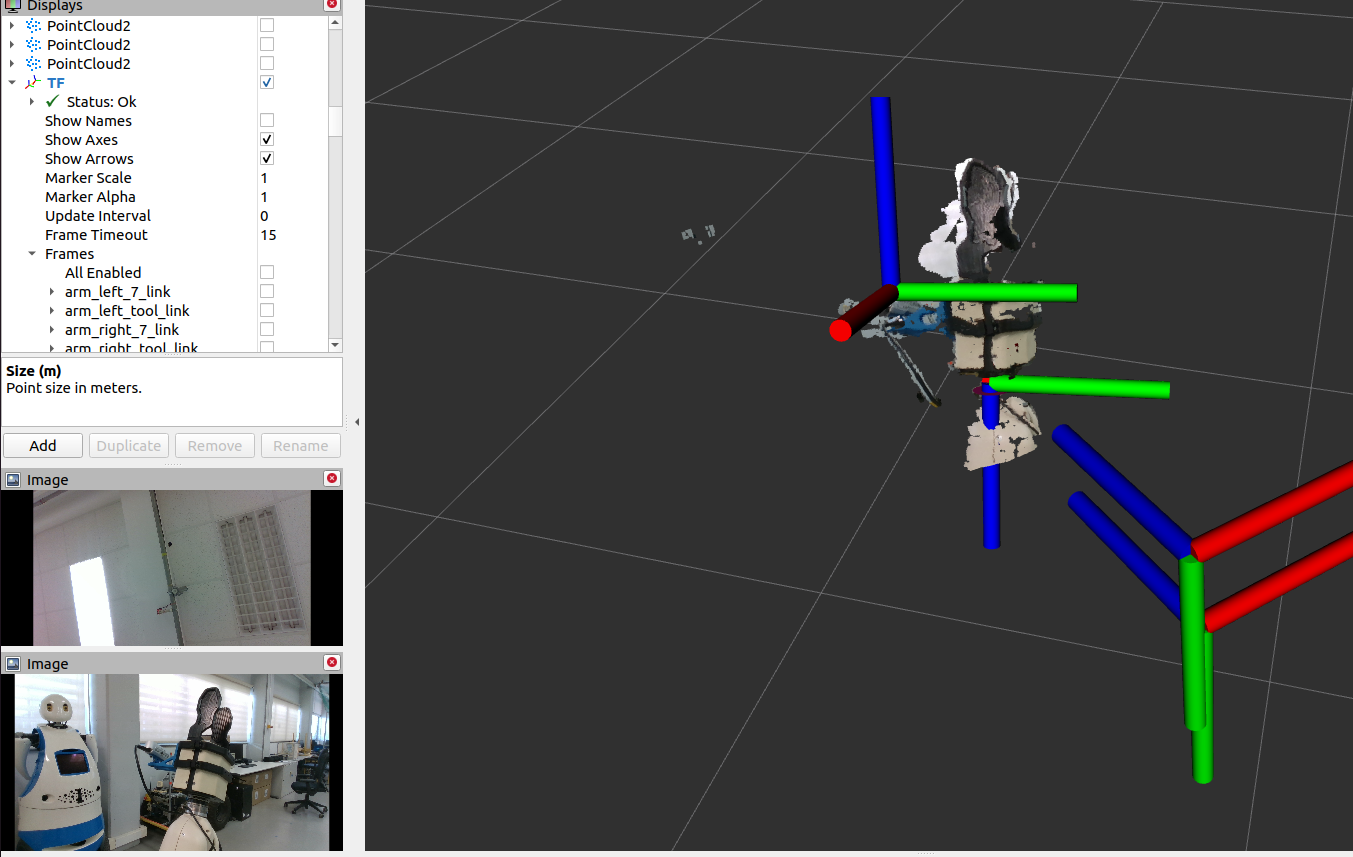 Displays
PointCloud2
PointCloud2
PointCloud2
TF
Status: Ok
Show Names
Show Axes
Show Arrows
Marker Scale 1
Marker Alpha 1
Update Interval 0
Frame Timeout 15
Frames
All Enabled
arm_left_7_link
arm_left_tool_link
arm_right_7_link
arm_right_tool_link
Size (m)
Point size in meters.
Add Duplicate Remove Rename
Image
Image